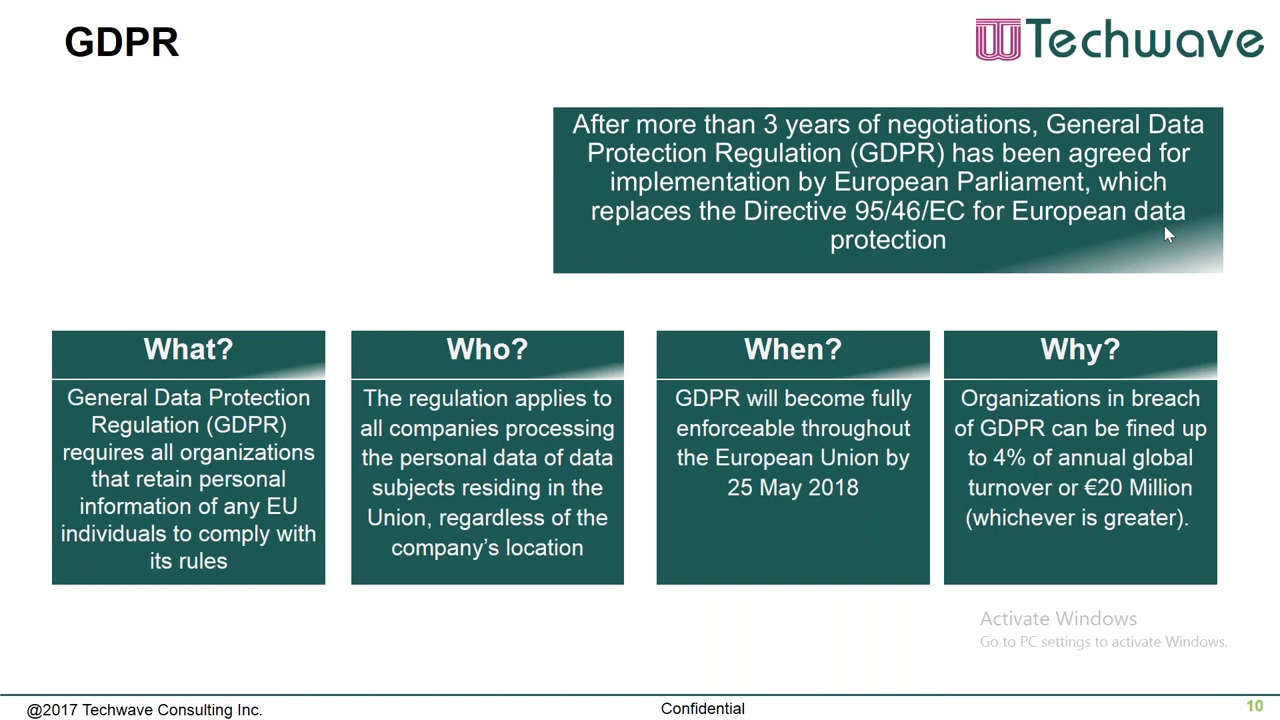 GDPR
Techwave
After more than 3 years of negotiations, General Data
Protection Regulation (GDPR) has been agreed for
implementation by European Parliament, which
replaces the Directive 95/46/EC for European data
protection
What?
General Data Protection
Regulation (GDPR)
requires all organizations
that retain personal
information of any EU
individuals to comply with
its rules
Who?
The regulation applies to
all companies processing
the personal data of data
subjects residing in the
Union, regardless of the
company's location
When?
GDPR will become fully
enforceable throughout
the European Union by
25 May 2018
Why?
Organizations in breach
of GDPR can be fined up
to 4% of annual global
turnover or €20 Million
(whichever is greater).
Activate Windows
Go to PC settings to activate Windows.
@2017 Techwave Consulting Inc.
Confidential
10